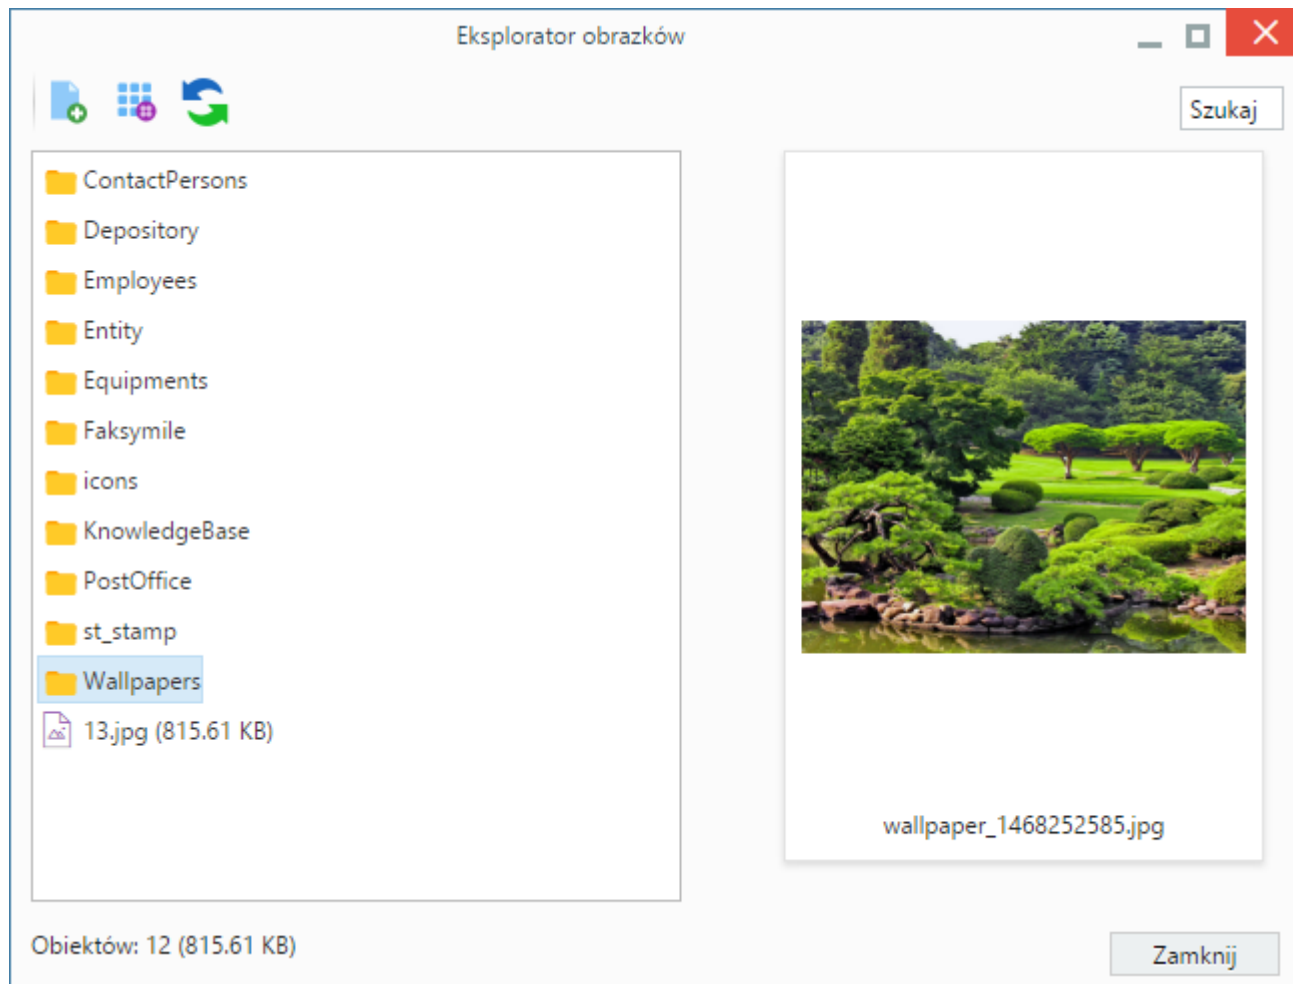 Eksplorator obrazków
Szukaj
ContactPersons
Depository
Employees
Entity
Equipments
Faksymile
icons
KnowledgeBase
PostOffice
st_stamp
Wallpapers
13.jpg (815.61 KB)
wallpaper_1468252585.jpg
Obiektów: 12 (815.61 KB)
Zamknij